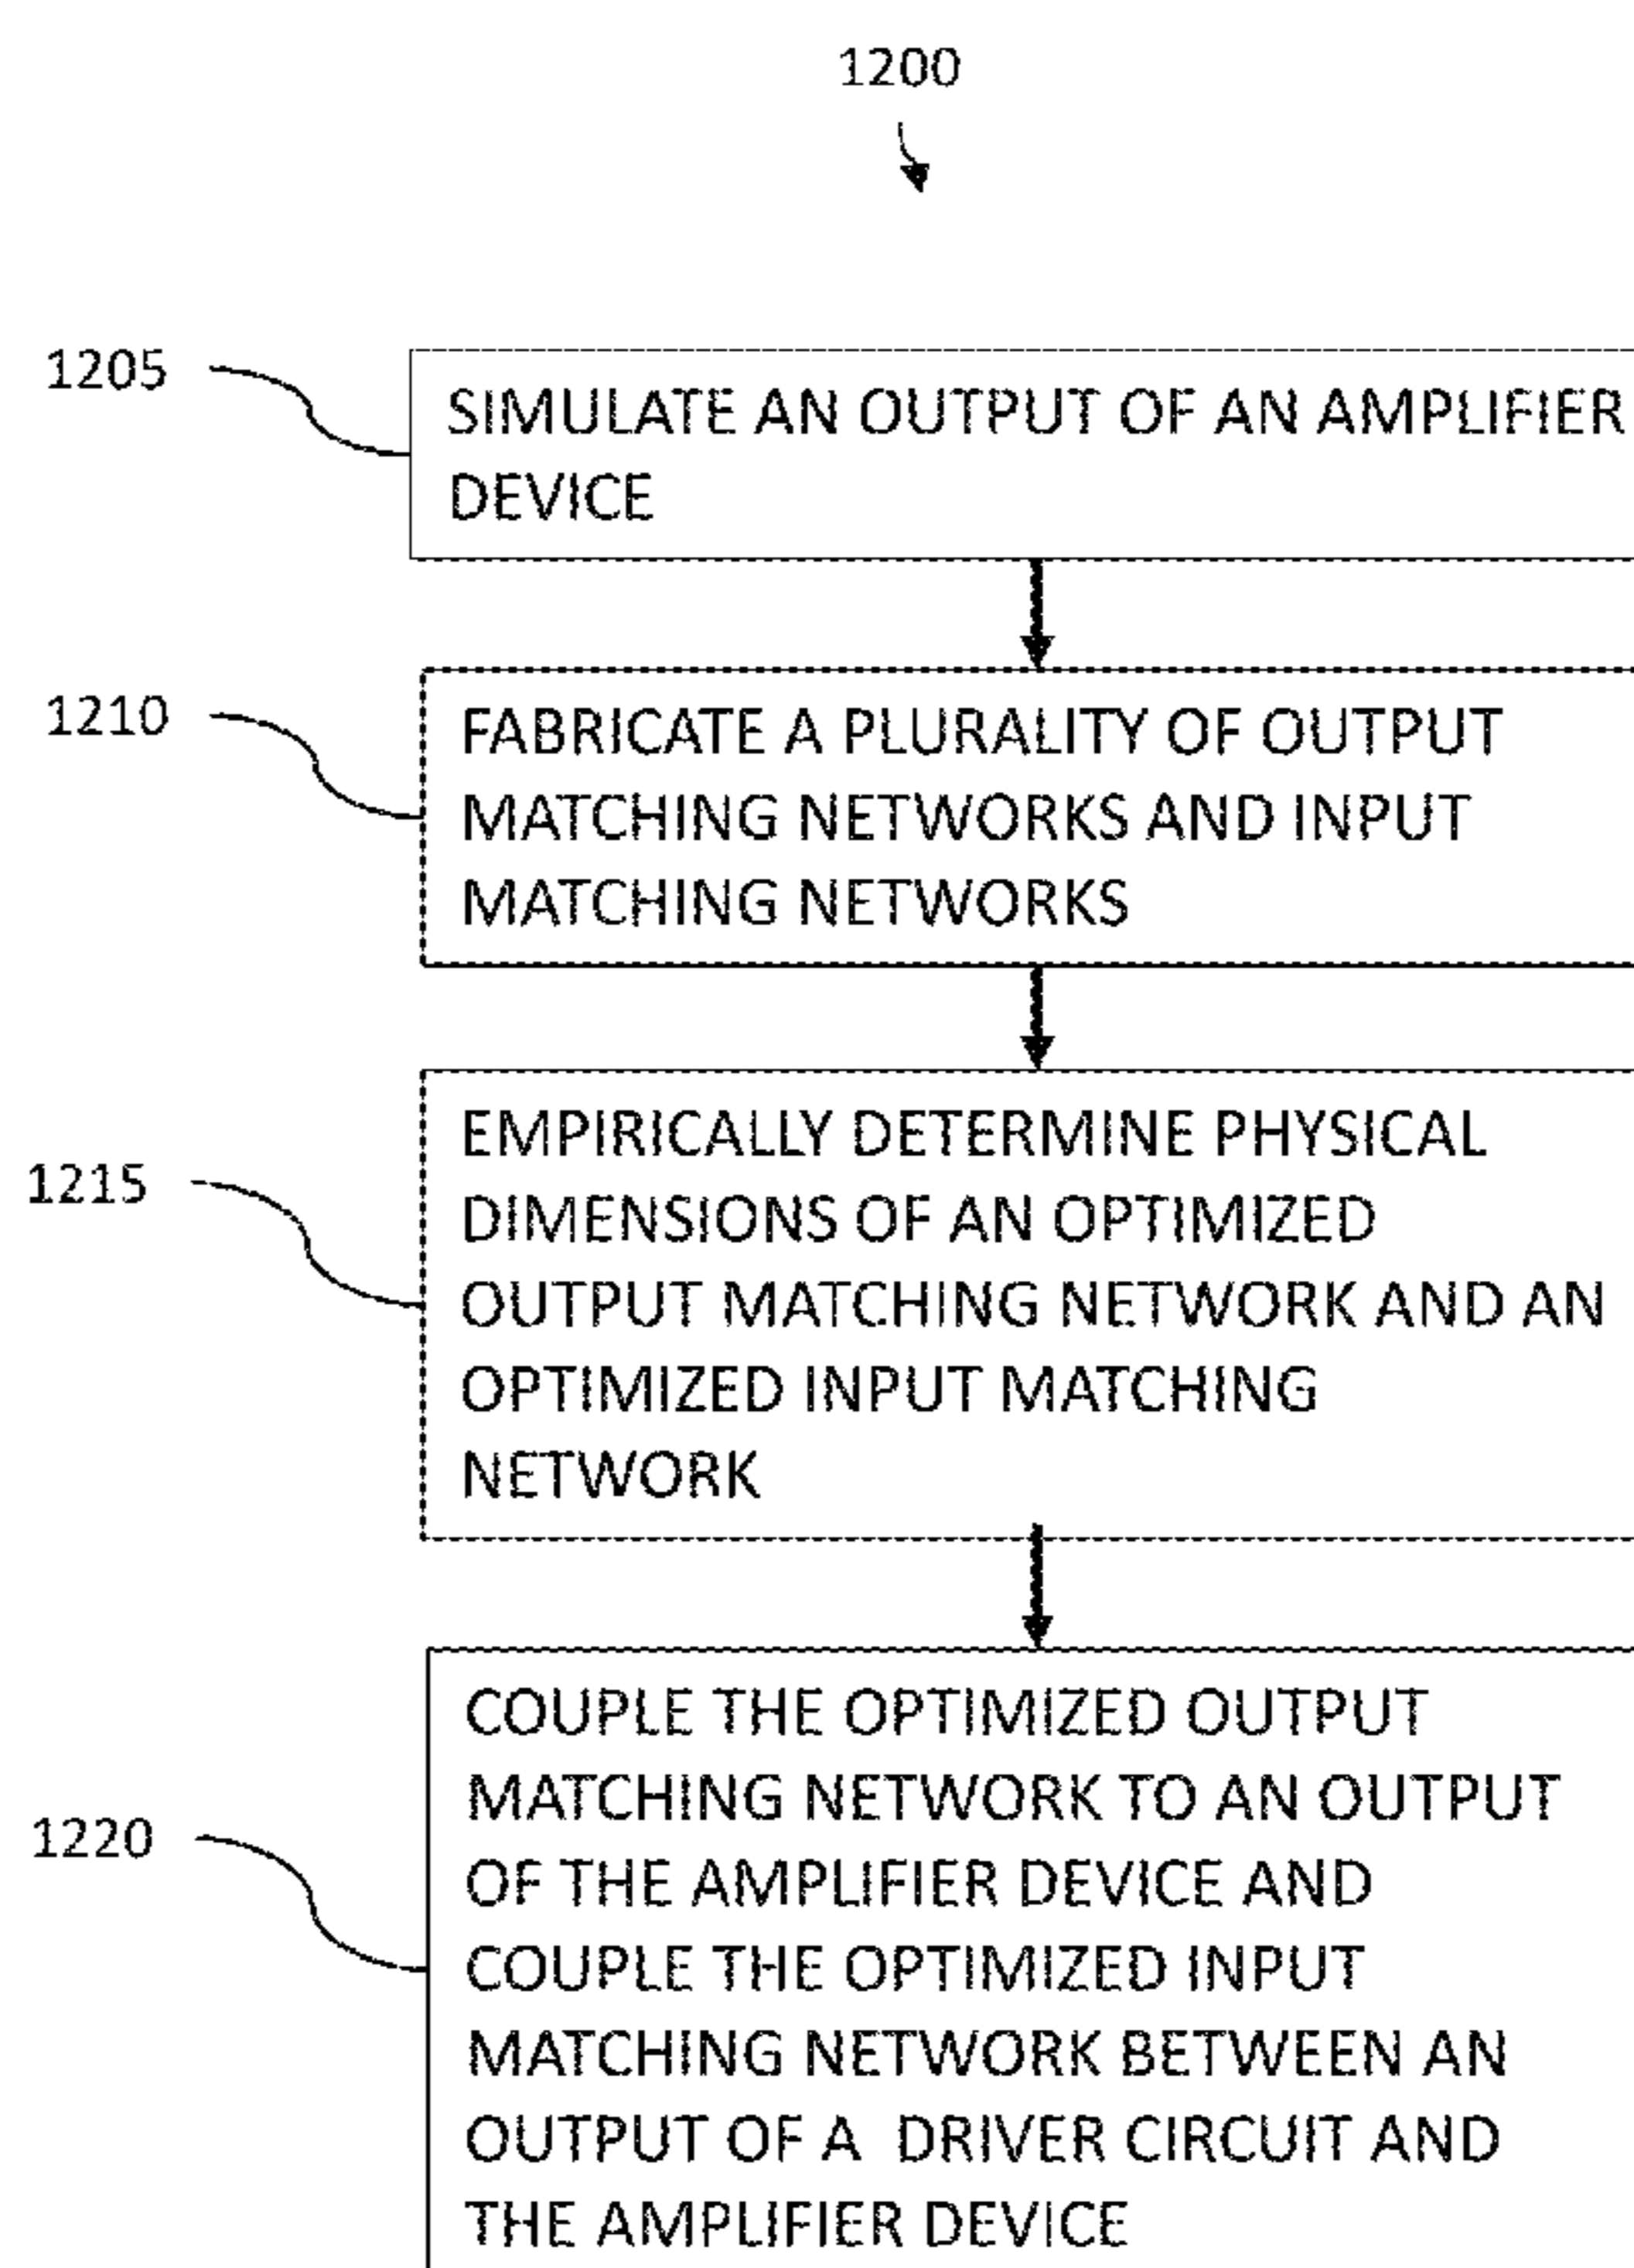 1200
1205
SIMULATE AN OUTPUT OF AN AMPLIFIER
DEVICE
1210
FABRICATE A PLURALITY OF OUTPUT
MATCHING NETWORKS AND INPUT
MATCHING NETWORKS
1215
EMPIRICALLY DETERMINE PHYSICAL
DIMENSIONS OF AN OPTIMIZED
OUTPUT MATCHING NETWORK AND AN
OPTIMIZED INPUT MATCHING
NETWORK
1220
COUPLE THE OPTIMIZED OUTPUT
MATCHING NETWORK TO AN OUTPUT
OF THE AMPLIFIER DEVICE AND
COUPLE THE OPTIMIZED INPUT
MATCHING NETWORK BETWEEN AN
OUTPUT OF A DRIVER CIRCUIT AND
THE AMPLIFIER DEVICE